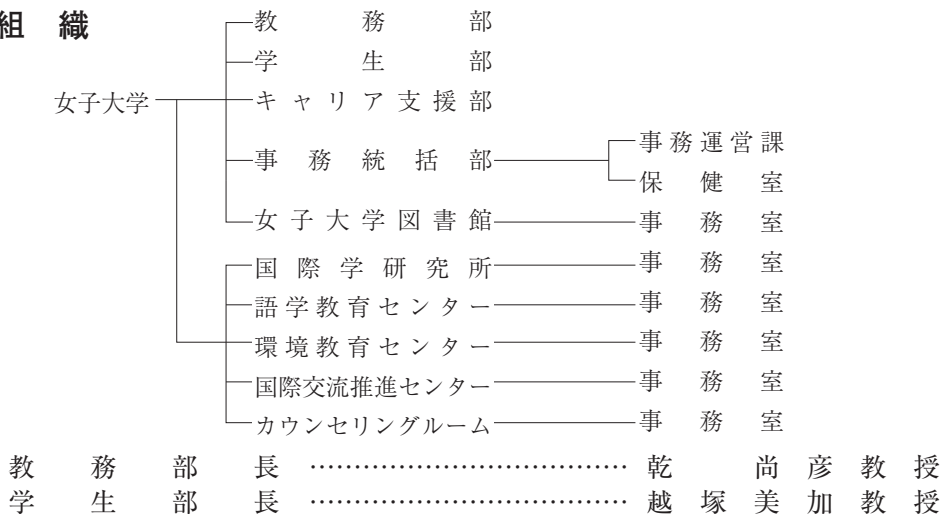 組織
教務部
学生部
女子大学 キャリア支援部
事務運営課
事務統括部
保健室
女子大学図書館 事務室
国際学研究所 事務室
語学教育センター 事務室
環境教育センター 事務室
国際交流推進センター 事務室
カウンセリングルーム 事務室
教務部長 ………………………………… 乾 尚彦教授
学生部長 ………………………………… 越塚美加教授